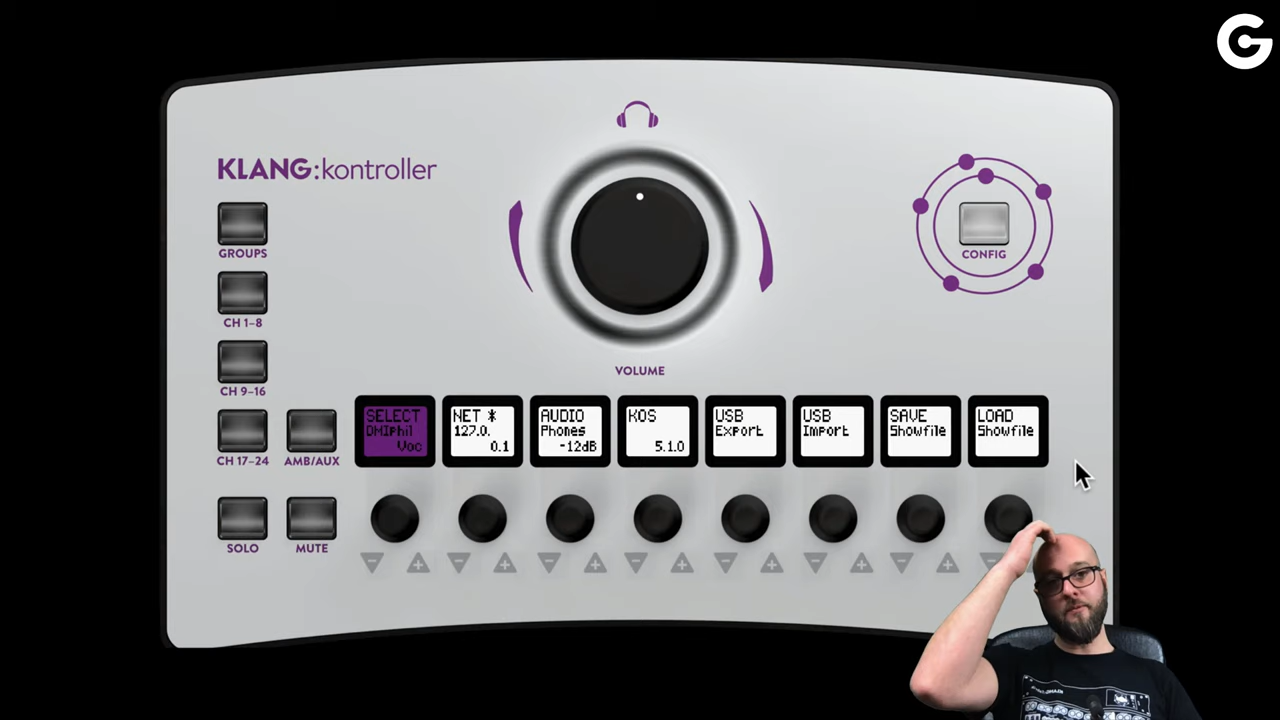 G
KLANG:kontroller
GROUPS
CONFIG
CH 1–8
VOLUME
CH 9–16
SELECT
DMIphil
Voc
NET *
127.0.
0.1
AUDIO
Phones
-12dB
KOS
5.1.0
USB
Export
USB
Import
SAVE
Showfile
LOAD
Showfile
CH 17–24
AMB/AUX
SOLO
MUTE